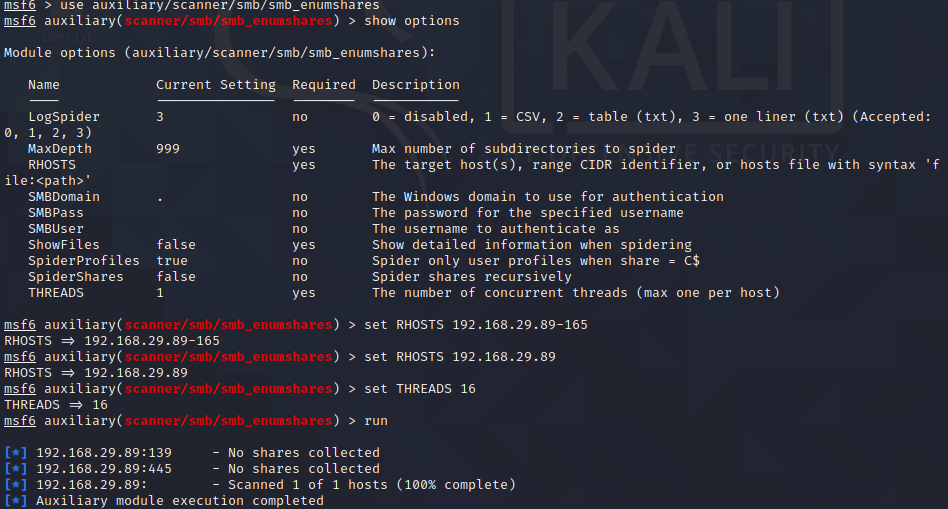 msf6 > use auxiliary/scanner/smb/smb_enumshares
msf6 auxiliary(scanner/smb/smb_enumshares) > show options
Module options (auxiliary/scanner/smb/smb_enumshares):
Name Current Setting Required Description
LogSpider 3 no 0 = disabled, 1 = CSV, 2 = table (txt), 3 = one liner (txt) (Accepted:
0, 1, 2, 3)
MaxDepth 999 yes Max number of subdirectories to spider
RHOSTS yes The target host(s), range CIDR identifier, or hosts file with syntax 'f
ile:<path>'
SMBDomain . no The Windows domain to use for authentication
SMBPass no The password for the specified username
SMBUser no The username to authenticate as
ShowFiles false yes Show detailed information when spidering
SpiderProfiles true no Spider only user profiles when share = C$
SpiderShares false no Spider shares recursively
THREADS 1 yes The number of concurrent threads (max one per host)
msf6 auxiliary(scanner/smb/smb_enumshares) > set RHOSTS 192.168.29.89-165
RHOSTS => 192.168.29.89-165
msf6 auxiliary(scanner/smb/smb_enumshares) > set RHOSTS 192.168.29.89
RHOSTS => 192.168.29.89
msf6 auxiliary(scanner/smb/smb_enumshares) > set THREADS 16
THREADS => 16
msf6 auxiliary(scanner/smb/smb_enumshares) > run
[*] 192.168.29.89:139 - No shares collected
[*] 192.168.29.89:445 - No shares collected
[*] 192.168.29.89: - Scanned 1 of 1 hosts (100% complete)
[*] Auxiliary module execution completed
KALI